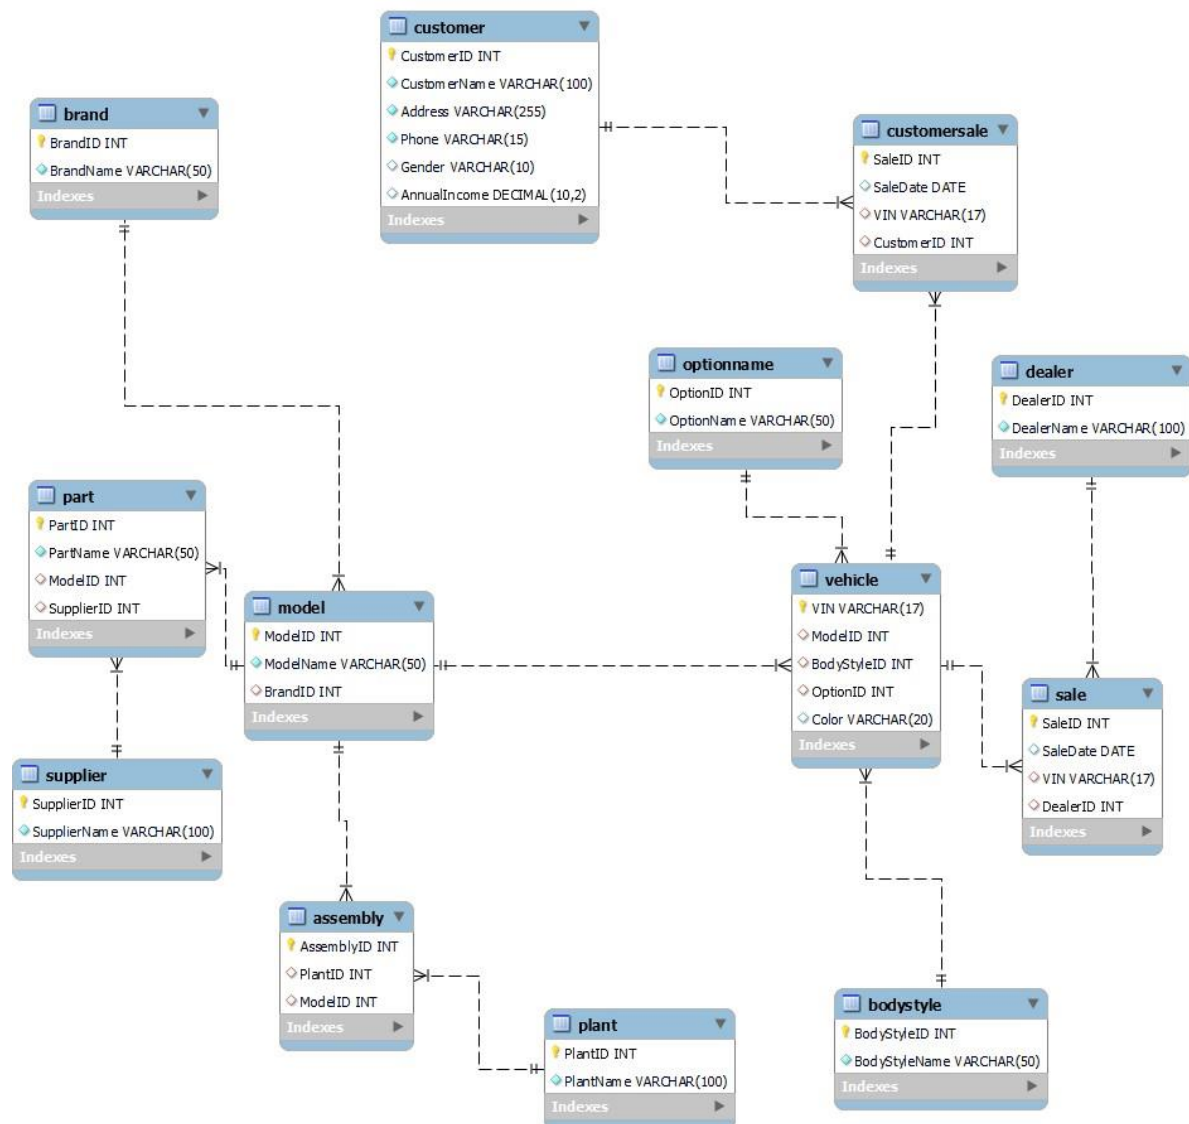 customer
CustomerID INT
CustomerName VARCHAR(100)
Address VARCHAR(255)
Phone VARCHAR(15)
Gender VARCHAR(10)
AnnualIncome DECIMAL(10,2)
Indexes
brand
BrandID INT
BrandName VARCHAR(50)
Indexes
customersale
SaleID INT
SaleDate DATE
VIN VARCHAR(17)
CustomerID INT
Indexes
optionname
OptionID INT
OptionName VARCHAR(50)
Indexes
dealer
DealerID INT
DealerName VARCHAR(100)
Indexes
part
PartID INT
PartName VARCHAR(50)
ModelID INT
SupplierID INT
Indexes
model
ModelID INT
ModelName VARCHAR(50)
BrandID INT
Indexes
vehicle
VIN VARCHAR(17)
ModelID INT
BodyStyleID INT
OptionID INT
Color VARCHAR(20)
Indexes
sale
SaleID INT
SaleDate DATE
VIN VARCHAR(17)
DealerID INT
Indexes
supplier
SupplierID INT
SupplierName VARCHAR(100)
Indexes
assembly
AssemblyID INT
PlantID INT
ModelID INT
Indexes
plant
PlantID INT
PlantName VARCHAR(100)
Indexes
bodystyle
BodyStyleID INT
BodyStyleName VARCHAR(50)
Indexes